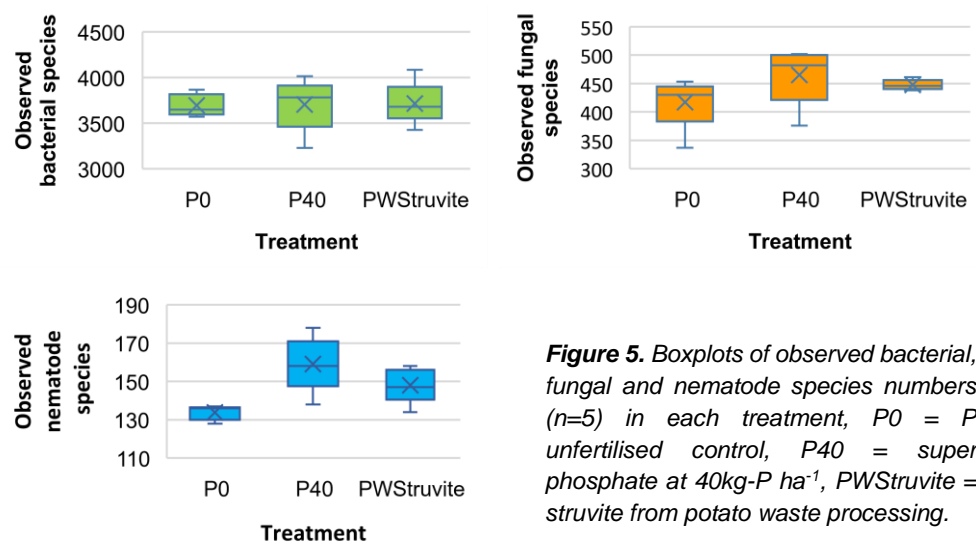 4500
4000
3500
3000
Observed
bacterial species
P0
P40
PWStruvite
Treatment
550
500
450
400
350
300
Observed fungal
species
P0
P40
PWStruvite
Treatment
190
170
150
130
110
Observed
nematode
species
P0
P40
PWStruvite
Treatment
Figure 5. Boxplots of observed bacterial,
fungal and nematode species numbers
(n=5) in each treatment, P0 = P
unfertilised control, P40 = super
phosphate at 40kg-P ha⁻¹, PWStruvite =
struvite from potato waste processing.